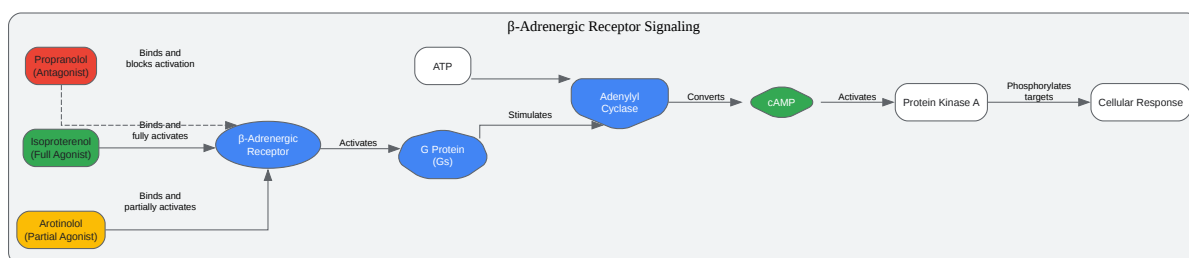 β-Adrenergic Receptor Signaling
Propranolol
(Antagonist)
Binds and
blocks activation
ATP
Adenylyl
Cyclase
Converts
cAMP
Activates
Protein Kinase A
Phosphorylates
targets
Cellular Response
Stimulates
Isoproterenol
(Full Agonist)
Binds and
fully activates
β-Adrenergic
Receptor
Activates
G Protein
(Gs)
Binds and
partially activates
Arotinolol
(Partial Agonist)